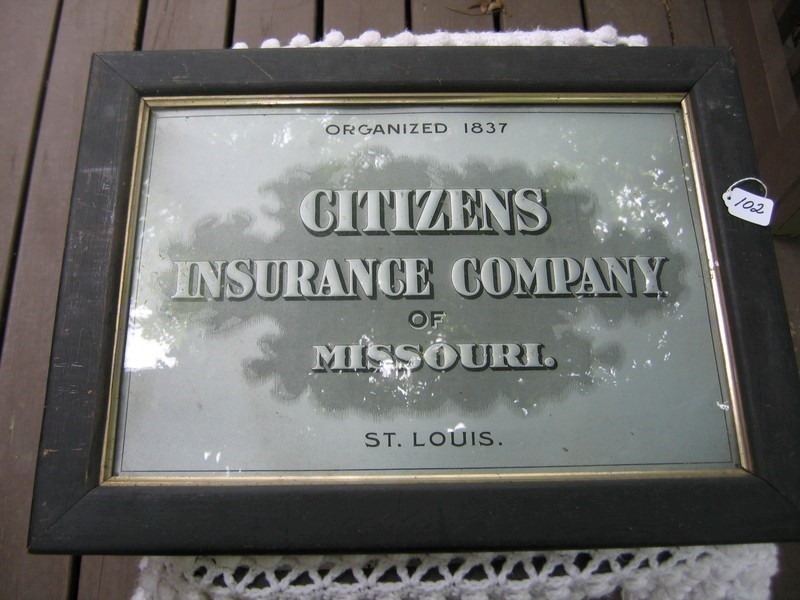 ORGANIZED 1837
CITIZENS
INSURANCE COMPANY
OF
MISSOURI.
ST. LOUIS.
102